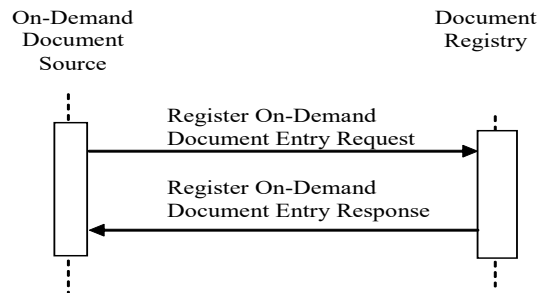 On-Demand
Document
Source
Document
Registry
Register On-Demand
Document Entry Request
Register On-Demand
Document Entry Response